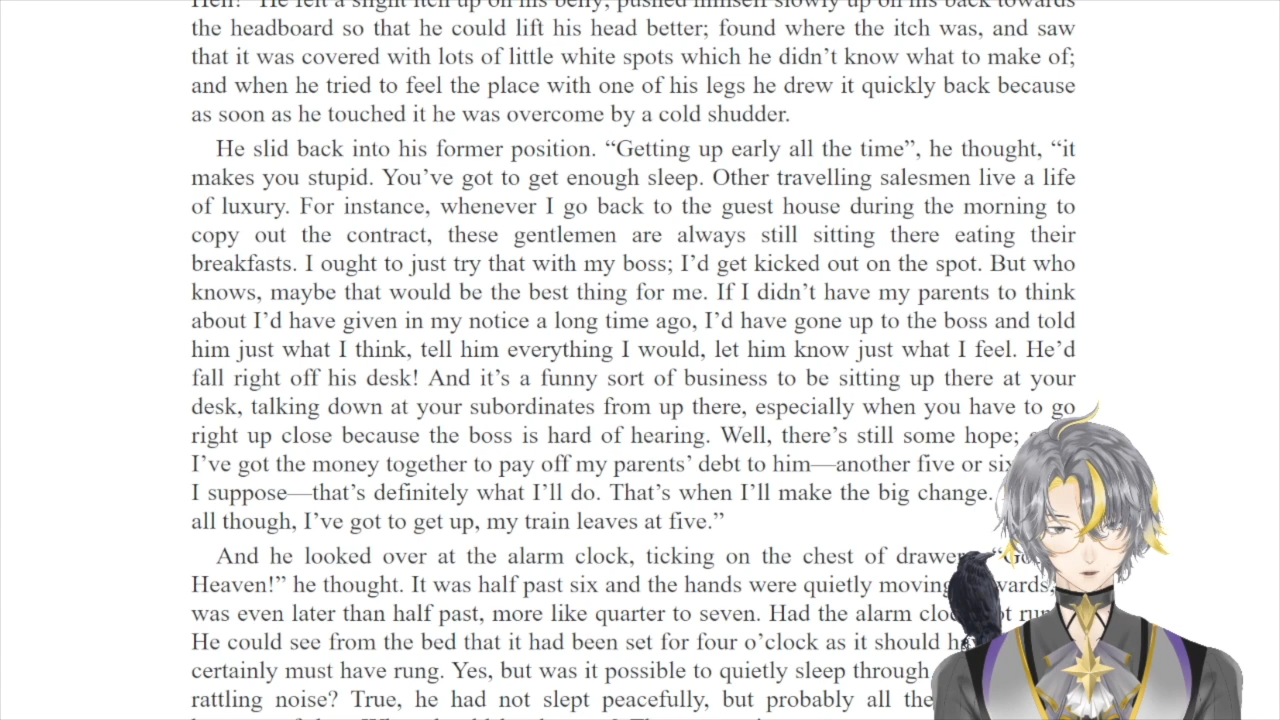 Hell!” He felt a slight itch up on his belly; pushed himself slowly up on his back towards
the headboard so that he could lift his head better; found where the itch was, and saw
that it was covered with lots of little white spots which he didn’t know what to make of;
and when he tried to feel the place with one of his legs he drew it quickly back because
as soon as he touched it he was overcome by a cold shudder.
He slid back into his former position. “Getting up early all the time”, he thought, “it
makes you stupid. You’ve got to get enough sleep. Other travelling salesmen live a life
of luxury. For instance, whenever I go back to the guest house during the morning to
copy out the contract, these gentlemen are always still sitting there eating their
breakfasts. I ought to just try that with my boss; I’d get kicked out on the spot. But who
knows, maybe that would be the best thing for me. If I didn’t have my parents to think
about I’d have given in my notice a long time ago, I’d have gone up to the boss and told
him just what I think, tell him everything I would, let him know just what I feel. He’d
fall right off his desk! And it’s a funny sort of business to be sitting up there at your
desk, talking down at your subordinates from up there, especially when you have to go
right up close because the boss is hard of hearing. Well, there’s still some hope;
I’ve got the money together to pay off my parents’ debt to him—another five or six
I suppose—that’s definitely what I’ll do. That’s when I’ll make the big change.
all though, I’ve got to get up, my train leaves at five.”
And he looked over at the alarm clock, ticking on the chest of drawers.
Heaven!” he thought. It was half past six and the hands were quietly moving
was even later than half past, more like quarter to seven. Had the alarm clock
He could see from the bed that it had been set for four o’clock as it should
certainly must have rung. Yes, but was it possible to quietly sleep through
rattling noise? True, he had not slept peacefully, but probably all the